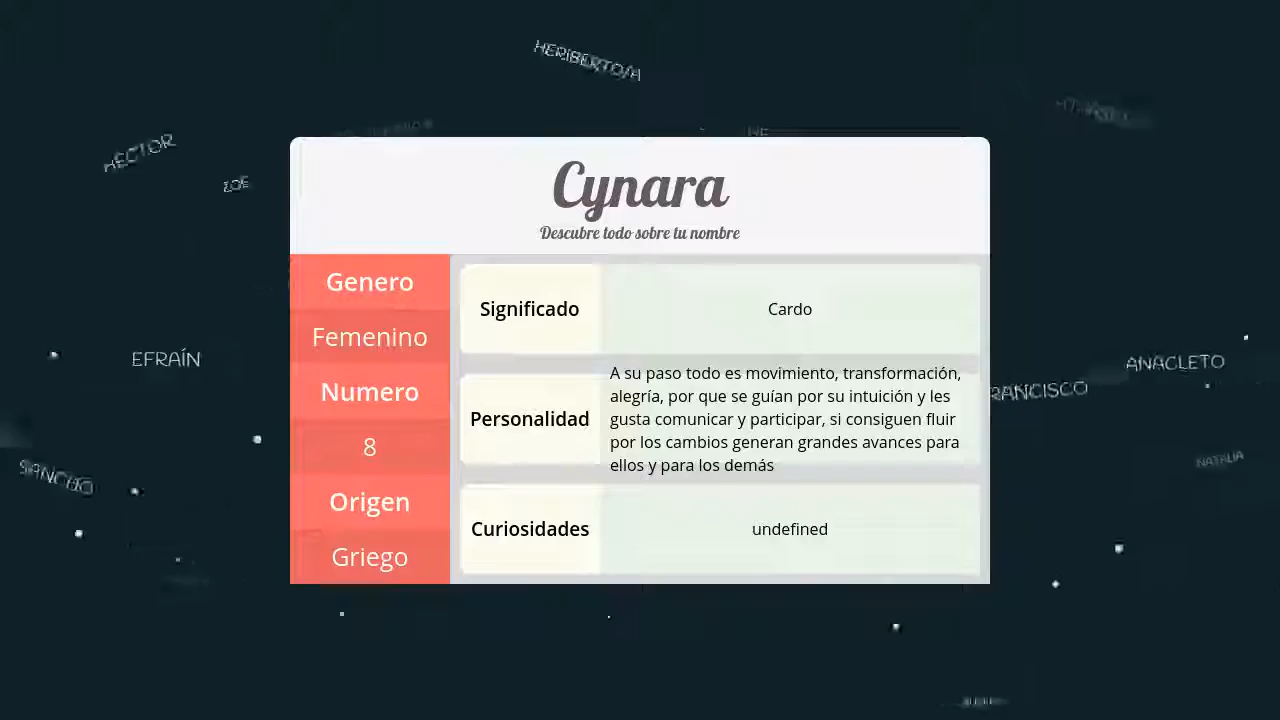 HECTOR
ZOE
Cynara
Descubre todo sobre tu nombre
Genero
Femenino
Numero
8
Origen
Griego
Significado
Cardo
Personalidad
A su paso todo es movimiento, transformación,
alegría, por que se guían por su intuición y les
gusta comunicar y participar, si consiguen fluir
por los cambios generan grandes avances para
ellos y para los demás
Curiosidades
undefined
EFRAÍN
ANACLETO
RANCISCO
SANCHO
NATALIA